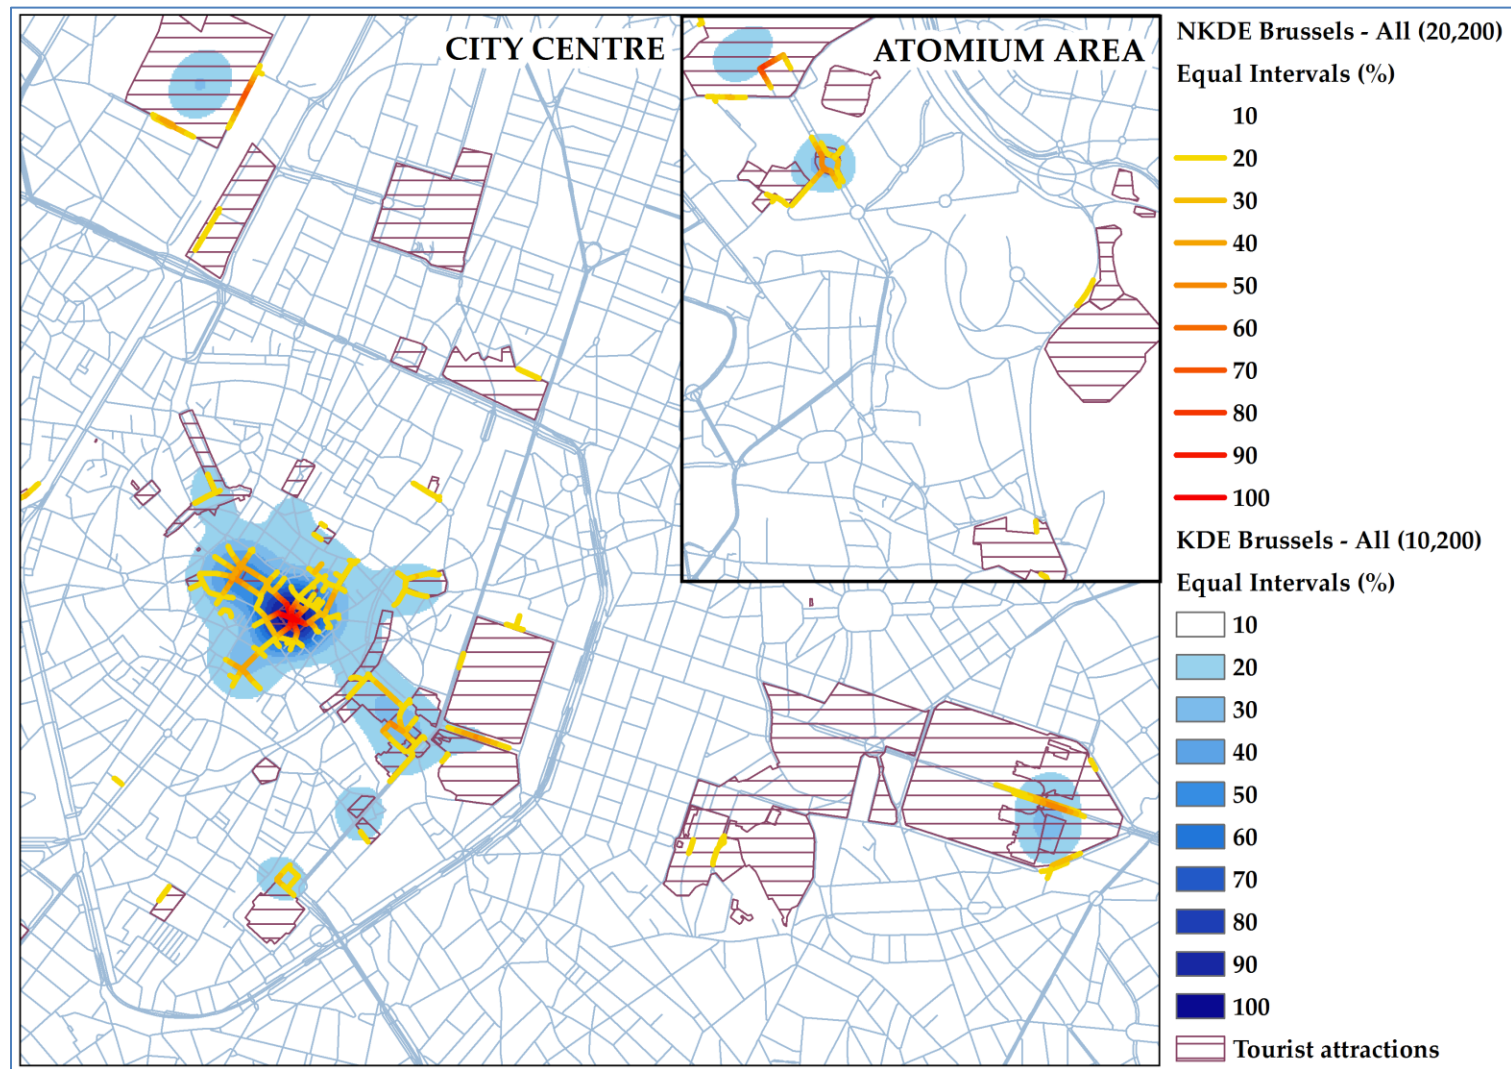 CITY CENTRE
ATOMIUM AREA
NKDE Brussels - All (20,200)
Equal Intervals (%)
10
20
30
40
50
60
70
80
90
100
KDE Brussels - All (10,200)
Equal Intervals (%)
10
20
30
40
50
60
70
80
90
100
Tourist attractions